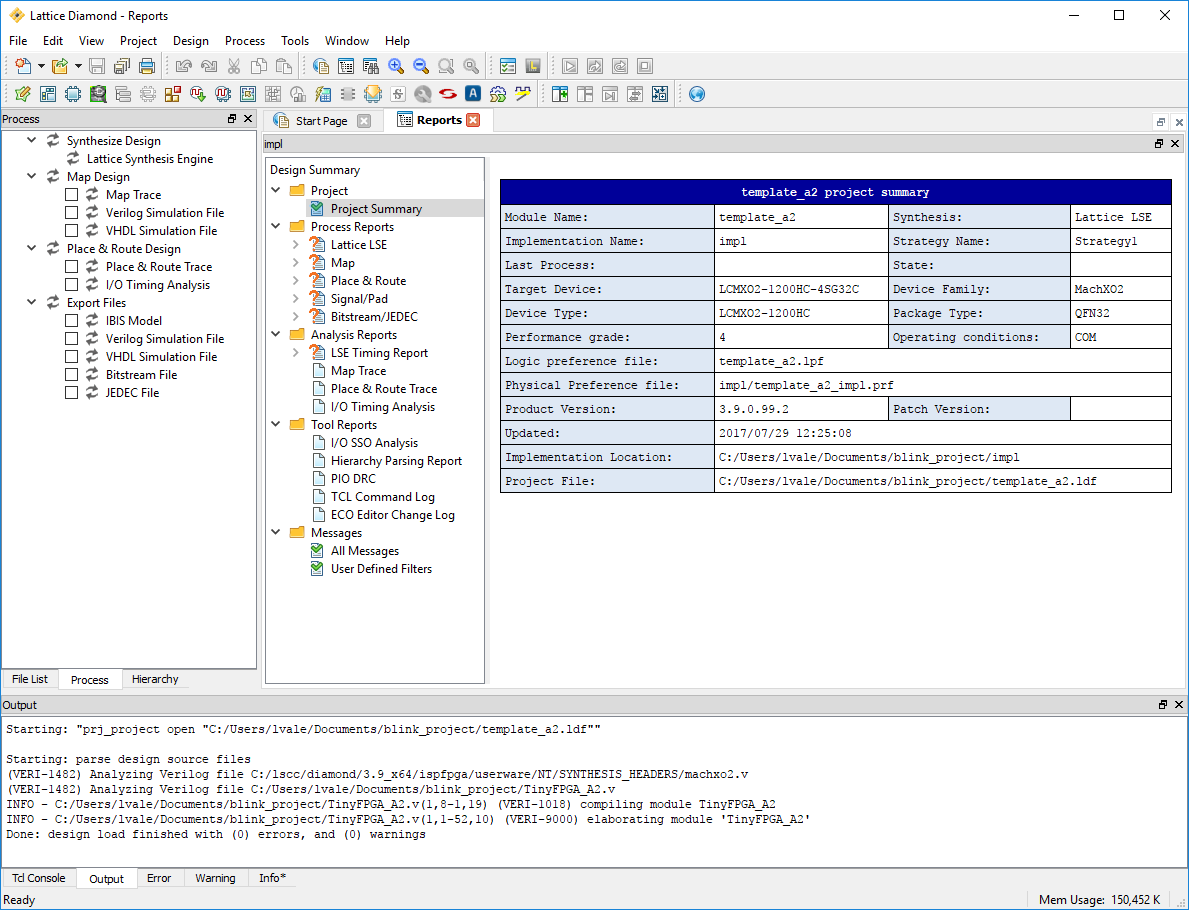 Lattice Diamond - Reports
File Edit View Project Design Process Tools Window Help
Process
Synthesize Design
Lattice Synthesis Engine
Map Design
Map Trace
Verilog Simulation File
VHDL Simulation File
Place & Route Design
Place & Route Trace
I/O Timing Analysis
Export Files
IBIS Model
Verilog Simulation File
VHDL Simulation File
Bitstream File
JEDEC File
File List Process Hierarchy
Start Page Reports
impl
Design Summary
Project
Project Summary
Process Reports
Lattice LSE
Map
Place & Route
Signal/Pad
Bitstream/JEDEC
Analysis Reports
LSE Timing Report
Map Trace
Place & Route Trace
I/O Timing Analysis
Tool Reports
I/O SSO Analysis
Hierarchy Parsing Report
PIO DRC
TCL Command Log
ECO Editor Change Log
Messages
All Messages
User Defined Filters
template_a2 project summary
Module Name: template_a2 Synthesis: Lattice LSE
Implementation Name: impl Strategy Name: Strategy1
Last Process: State:
Target Device: LCMXO2-1200HC-4SG32C Device Family: MachXO2
Device Type: LCMXO2-1200HC Package Type: QFN32
Performance grade: 4 Operating conditions: COM
Logic preference file: template_a2.lpf
Physical Preference file: impl/template_a2_impl.prf
Product Version: 3.9.0.99.2 Patch Version:
Updated: 2017/07/29 12:25:08
Implementation Location: C:/Users/lvale/Documents/blink_project/impl
Project File: C:/Users/lvale/Documents/blink_project/template_a2.ldf
Output
Starting: "prj_project open "C:/Users/lvale/Documents/blink_project/template_a2.ldf""
Starting: parse design source files
(VERI-1482) Analyzing Verilog file C:/lscc/diamond/3.9_x64/ispfpga/userware/NT/SYNTHESIS_HEADERS/machxo2.v
(VERI-1482) Analyzing Verilog file C:/Users/lvale/Documents/blink_project/TinyFPGA_A2.v
INFO - C:/Users/lvale/Documents/blink_project/TinyFPGA_A2.v(1,8-1,19) (VERI-1018) compiling module TinyFPGA_A2
INFO - C:/Users/lvale/Documents/blink_project/TinyFPGA_A2.v(1,1-52,10) (VERI-9000) elaborating module 'TinyFPGA_A2'
Done: design load finished with (0) errors, and (0) warnings
Tcl Console Output Error Warning Info*
Ready Mem Usage: 150,452 K